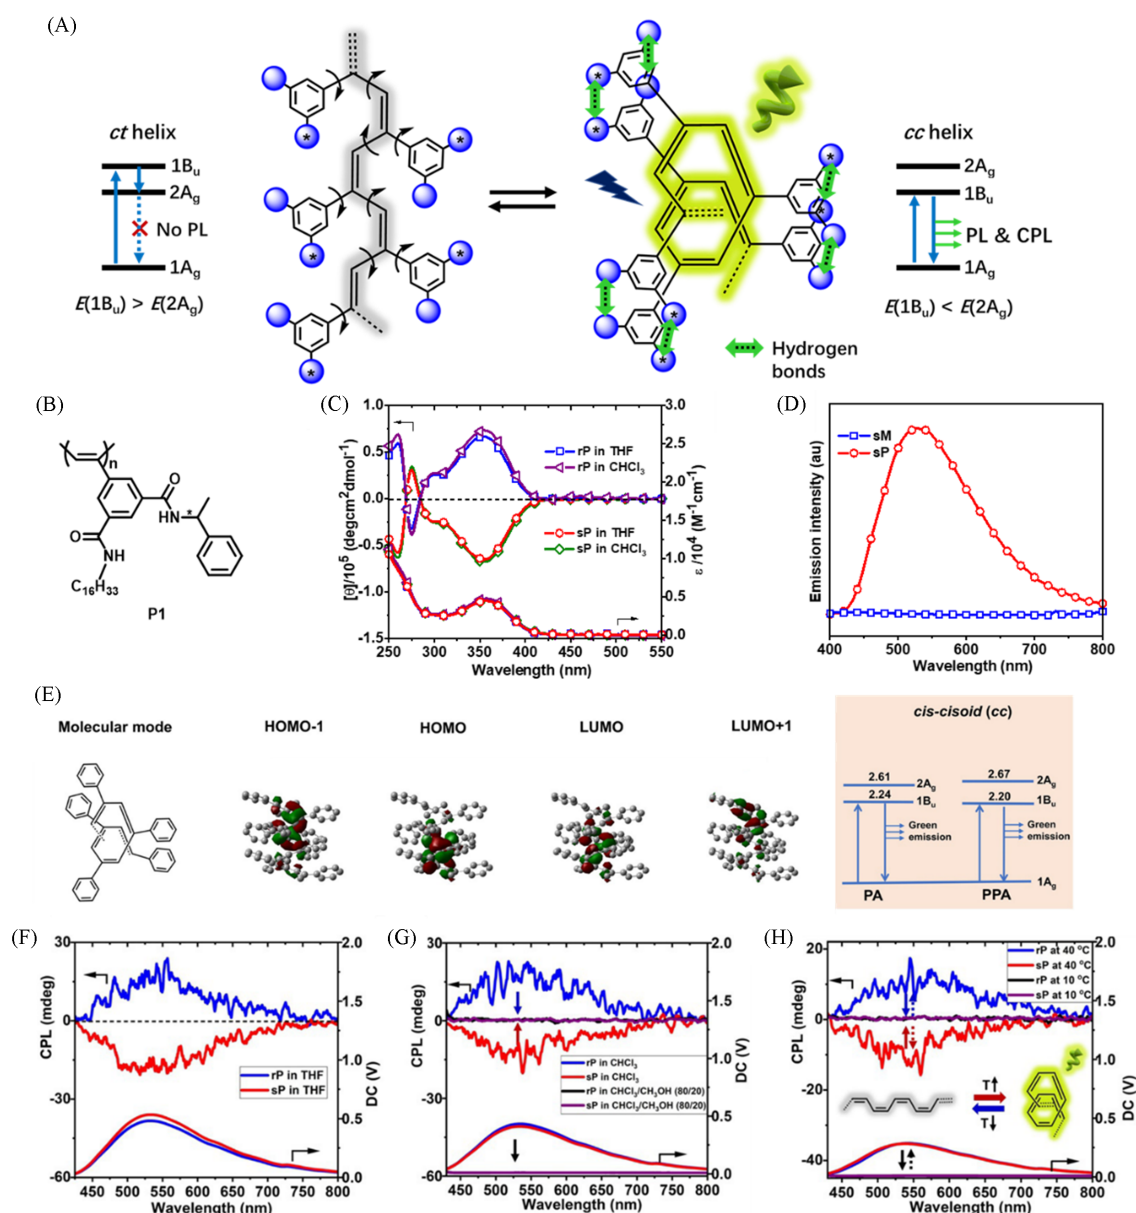 (A)
ct helix
1Bu
2Ag
No PL
1Ag
E(1Bu) > E(2Ag)
* * * * * *
Hydrogen
bonds
cc helix
2Ag
1Bu
PL & CPL
1Ag
E(1Bu) < E(2Ag)
(B)
n
O
HN
*
O
NH
C16H33
P1
(C)
[θ]/10^5 (degcm^2dmol^-1)
1.0
0.5
0.0
-0.5
-1.0
-1.5
rP in THF
rP in CHCl3
sP in THF
sP in CHCl3
3.0
2.5
2.0
1.5
1.0
0.5
0.0
ε /10^4 (M^-1cm^-1)
250 300 350 400 450 500 550
Wavelength (nm)
(D)
Emission intensity (au)
sM
sP
400 500 600 700 800
Wavelength (nm)
(E)
Molecular mode
HOMO-1
HOMO
LUMO
LUMO+1
cis-cisoid (cc)
2.61 2Ag
2.24 1Bu
Green
emission
2.67 2Ag
2.20 1Bu
Green
emission
1Ag
PA PPA
(F)
CPL (mdeg)
30
0
-30
-60
rP in THF
sP in THF
2.0
1.5
1.0
0.5
0.0
DC (V)
450 500 550 600 650 700 750 800
Wavelength (nm)
(G)
CPL (mdeg)
30
0
-30
-60
rP in CHCl3
sP in CHCl3
rP in CHCl3/CH3OH (80/20)
sP in CHCl3/CH3OH (80/20)
2.0
1.5
1.0
0.5
0.0
DC (V)
450 500 550 600 650 700 750 800
Wavelength (nm)
(H)
CPL (mdeg)
20
0
-20
-40
rP at 40 °C
sP at 40 °C
rP at 10 °C
sP at 10 °C
T↑
T↓
2.0
1.5
1.0
0.5
0.0
DC (V)
450 500 550 600 650 700 750 800
Wavelength (nm)